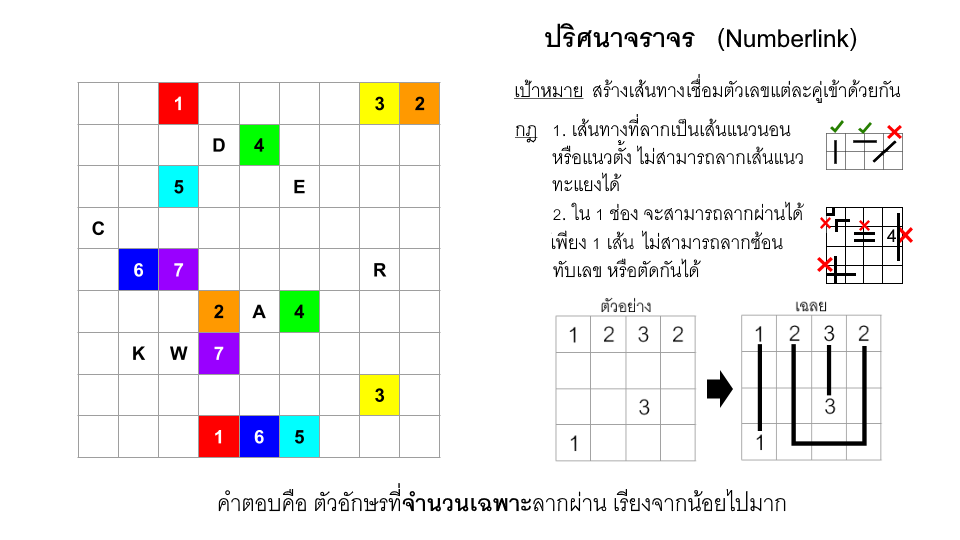 ปริศนาจราจร (Numberlink)
เป้าหมาย สร้างเส้นทางเชื่อมตัวเลขแต่ละคู่เข้าด้วยกัน
กฎ 1. เส้นทางที่ลากเป็นเส้นแนวนอน
หรือแนวตั้ง ไม่สามารถลากเส้นแนว
ทะแยงได้
2. ใน 1 ช่อง จะสามารถลากผ่านได้
เพียง 1 เส้น ไม่สามารถลากซ้อน
ทับเลข หรือตัดกันได้
4
1 3 2
D 4
5 E
C
6 7 R
2 A 4
K W 7
3
1 6 5
ตัวอย่าง
1 2 3 2
3
1
เฉลย
1 2 3 2
3
1
คำตอบคือ ตัวอักษรที่จำนวนเฉพาะลากผ่าน เรียงจากน้อยไปมาก